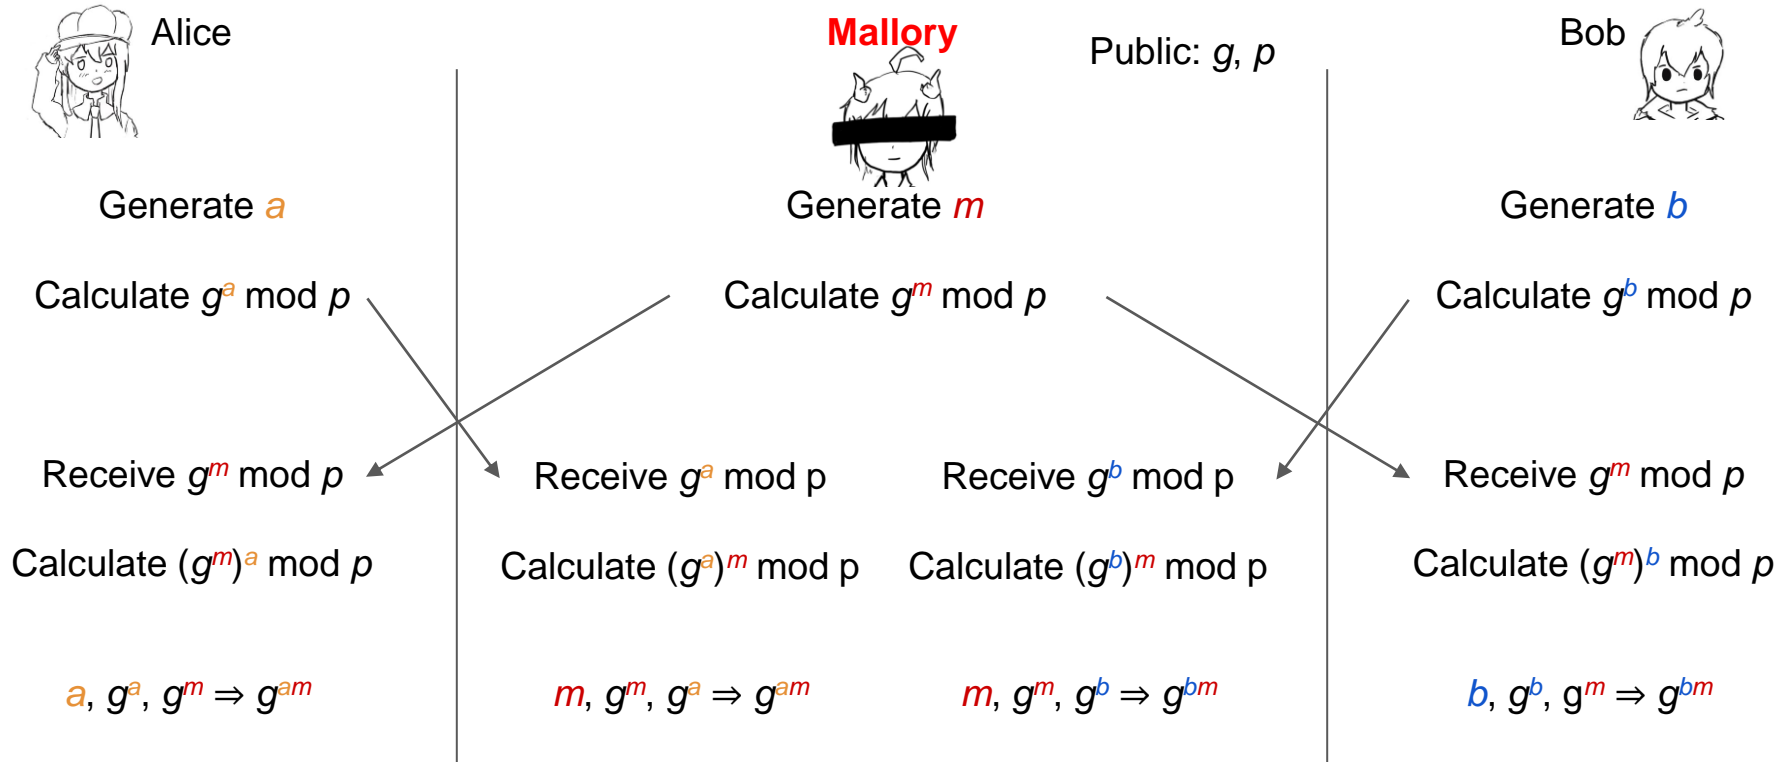 Alice
Mallory
Public: g, p
Bob
Generate a
Generate m
Generate b
Calculate gᵃ mod p
Calculate gᵐ mod p
Calculate gᵇ mod p
Receive gᵐ mod p
Receive gᵃ mod p
Receive gᵇ mod p
Receive gᵐ mod p
Calculate (gᵐ)ᵃ mod p
Calculate (gᵃ)ᵐ mod p
Calculate (gᵇ)ᵐ mod p
Calculate (gᵐ)ᵇ mod p
a, gᵃ, gᵐ ⇒ gᵃᵐ
m, gᵐ, gᵃ ⇒ gᵃᵐ
m, gᵐ, gᵇ ⇒ gᵇᵐ
b, gᵇ, gᵐ ⇒ gᵇᵐ